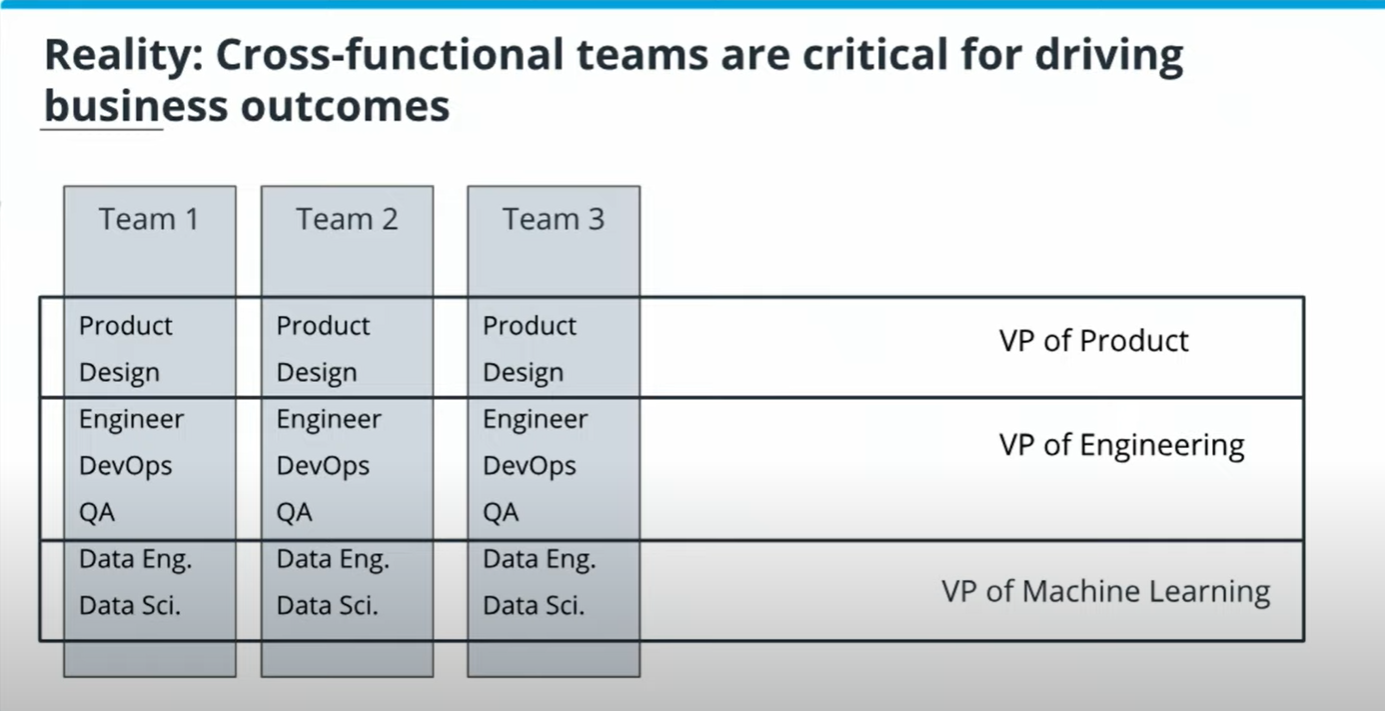 Reality: Cross-functional teams are critical for driving
business outcomes
Team 1 Team 2 Team 3
Product Product Product VP of Product
Design Design Design
Engineer Engineer Engineer VP of Engineering
DevOps DevOps DevOps
QA QA QA
Data Eng. Data Eng. Data Eng. VP of Machine Learning
Data Sci. Data Sci. Data Sci.